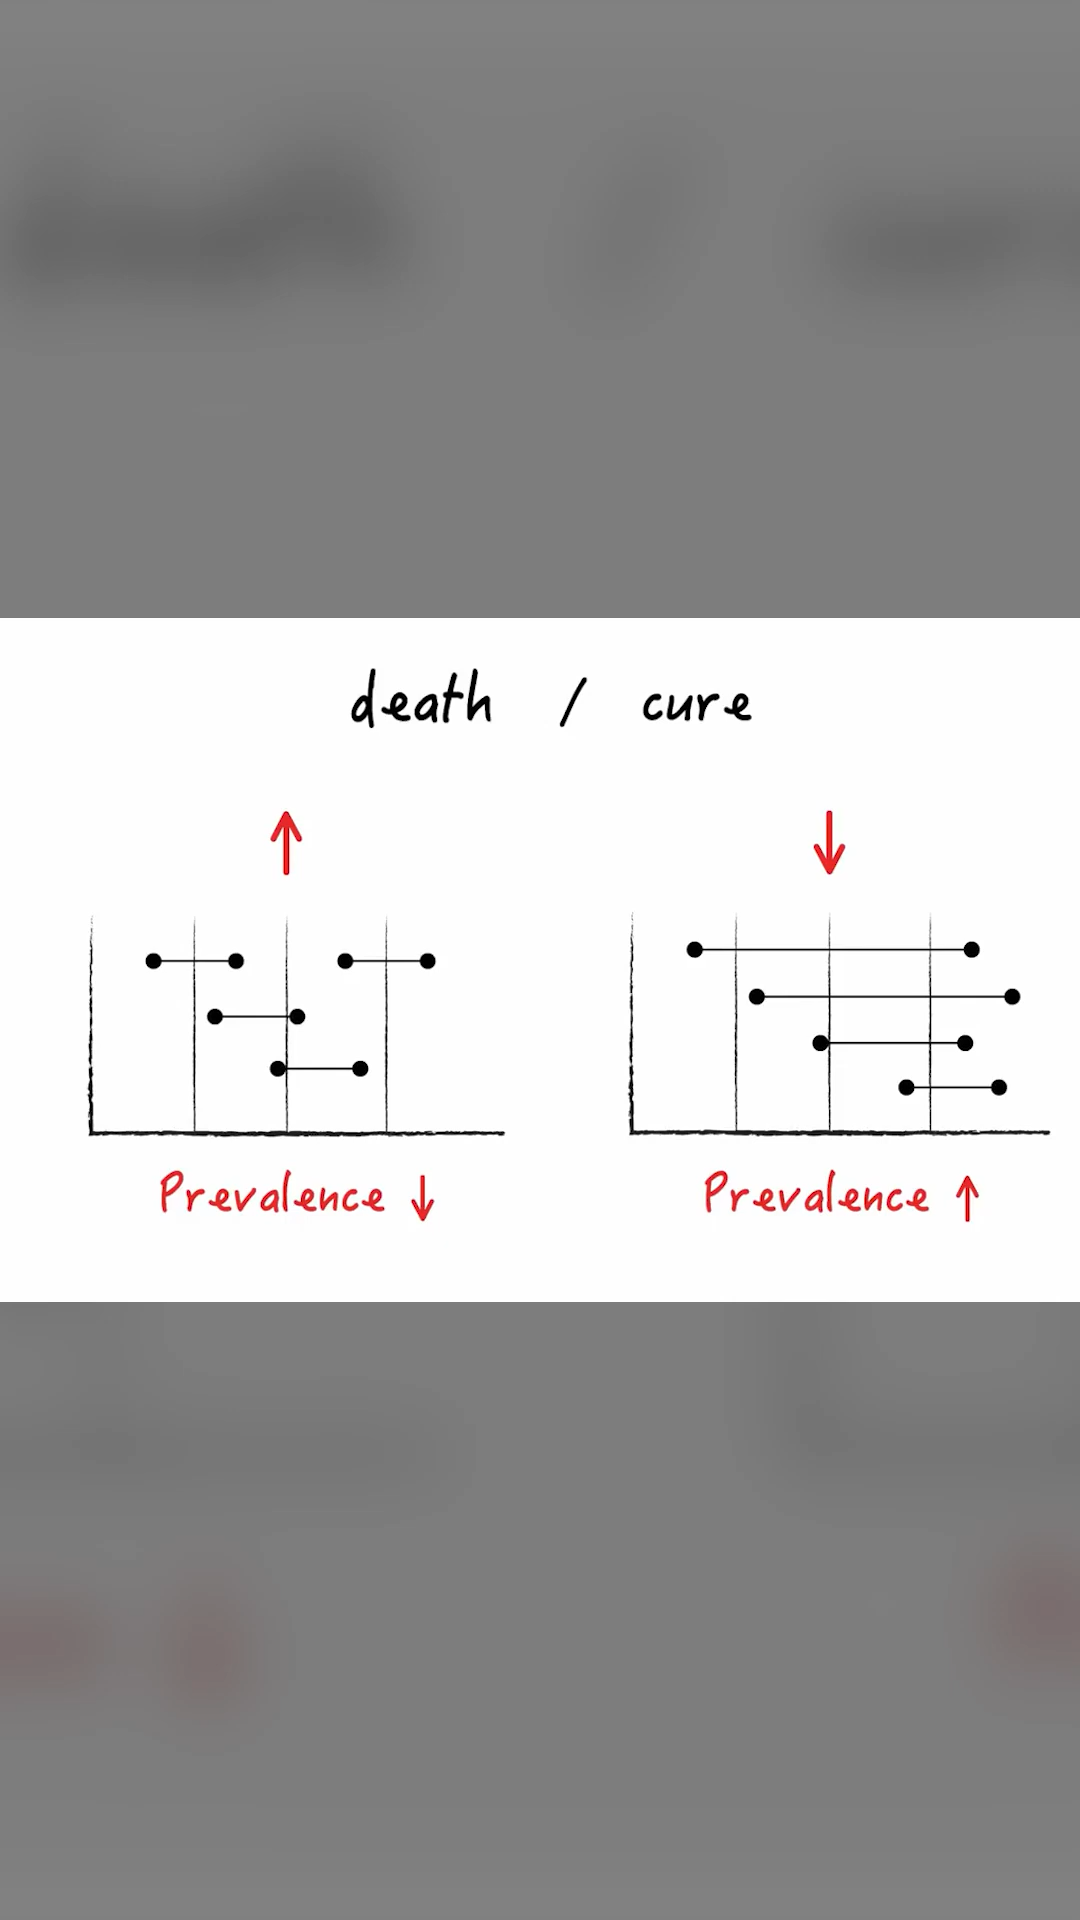 death / cure
↑ ↓
Prevalence ↓ Prevalence ↑